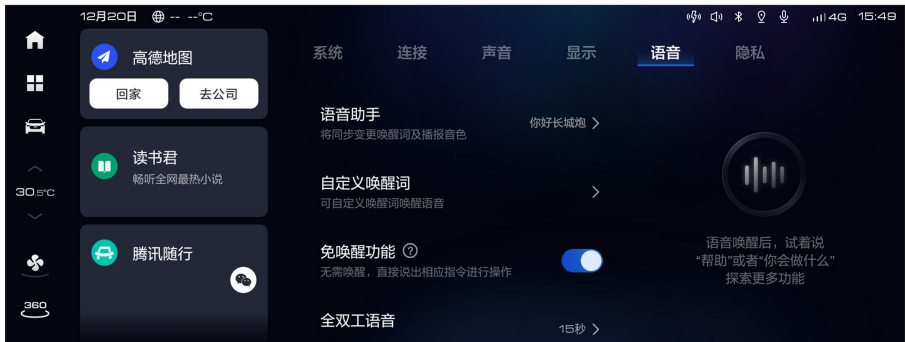 12月20日 -- --°C
4G 15:49
高德地图
回家 去公司
读书君
畅听全网最热小说
30.5°C
腾讯随行
360
系统 连接 声音 显示 语音 隐私
语音助手
将同步变更唤醒词及播报音色
你好长城炮
自定义唤醒词
可自定义唤醒词唤醒语音
免唤醒功能 ?
无需唤醒，直接说出相应指令进行操作
全双工语音
15秒
语音唤醒后，试着说
“帮助”或者“你会做什么”
探索更多功能